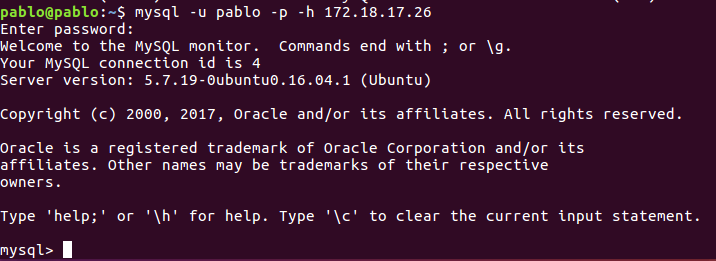 pablo@pablo:~$ mysql -u pablo -p -h 172.18.17.26
Enter password:
Welcome to the MySQL monitor.  Commands end with ; or \g.
Your MySQL connection id is 4
Server version: 5.7.19-0ubuntu0.16.04.1 (Ubuntu)

Copyright (c) 2000, 2017, Oracle and/or its affiliates. All rights reserved.

Oracle is a registered trademark of Oracle Corporation and/or its
affiliates. Other names may be trademarks of their respective
owners.

Type 'help;' or '\h' for help. Type '\c' to clear the current input statement.

mysql>